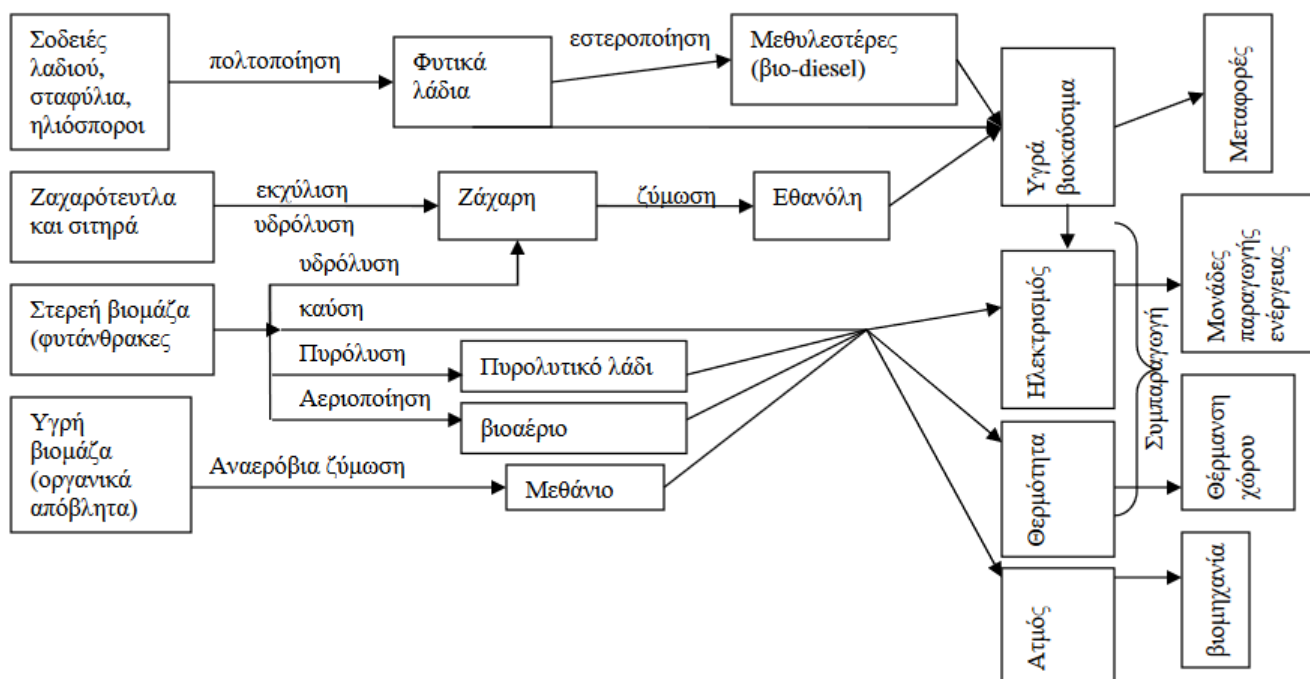 Σοδειές
λαδιού,
σταφύλια,
ηλιόσποροι
πολτοποίηση
Φυτικά
λάδια
εστεροποίηση
Μεθυλεστέρες
(βιο-diesel)
Υγρά
βιοκαύσιμα
Μεταφορές
Ζαχαρότευτλα
και σιτηρά
εκχύλιση
υδρόλυση
Ζάχαρη
ζύμωση
Εθανόλη
Στερεή βιομάζα
(φυτάνθρακες
υδρόλυση
καύση
Πυρόλυση
Πυρολυτικό λάδι
Αεριοποίηση
βιοαέριο
Υγρή
βιομάζα
(οργανικά
απόβλητα)
Αναερόβια ζύμωση
Μεθάνιο
Ηλεκτρισμός
Θερμότητα
Ατμός
Συμπαραγωγή
Μονάδες
παραγωγής
ενέργειας
Θέρμανση
χώρου
βιομηχανία